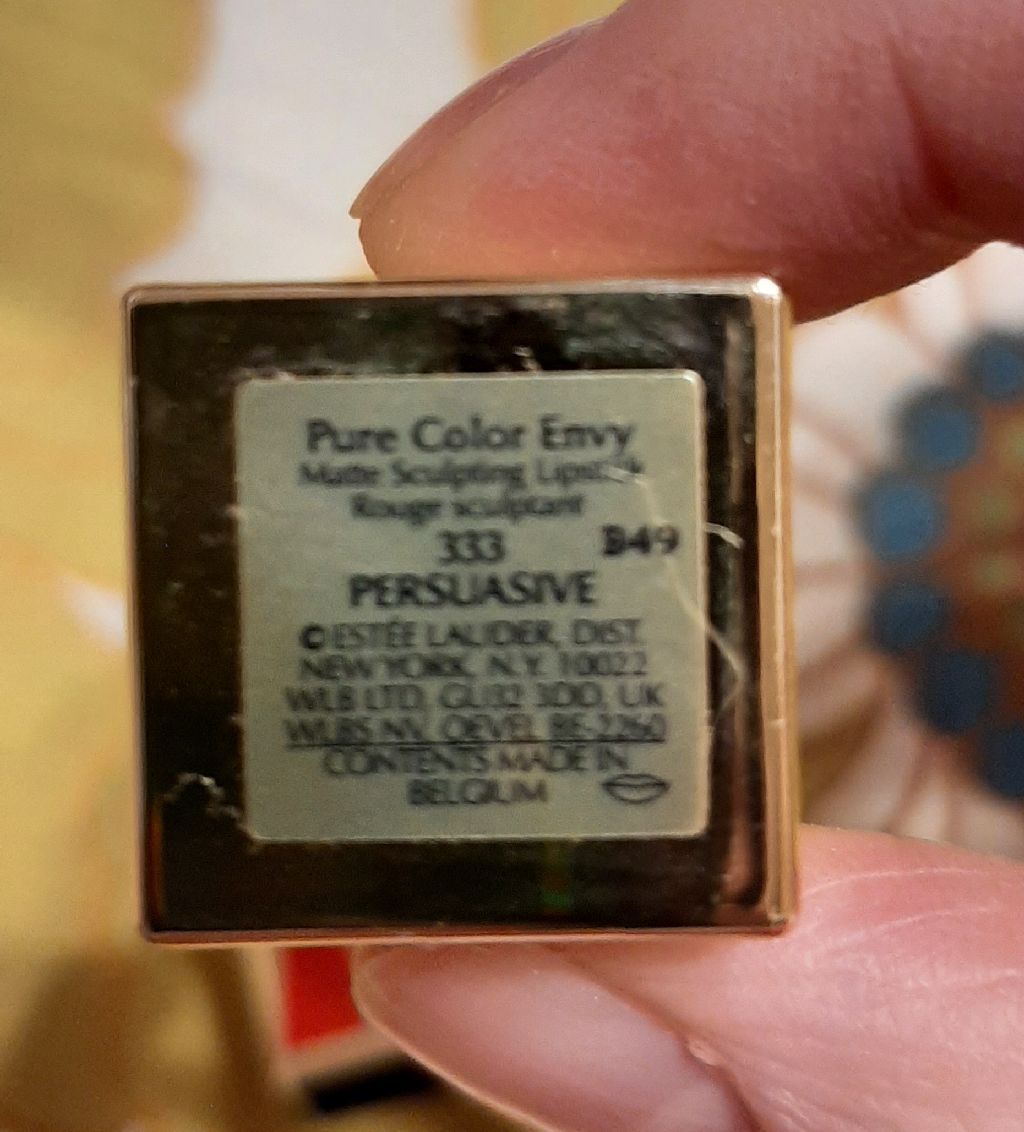 Pure Color Envy
Matte Sculpting Lipstick
Rouge sculptant
333 B49
PERSUASIVE
© ESTÉE LAUDER, DIST.
NEW YORK, N.Y. 10022
WLB LTD, GU32 3DD, UK
WLBS NV, OEVEL BE-2260
CONTENTS MADE IN
BELGIUM